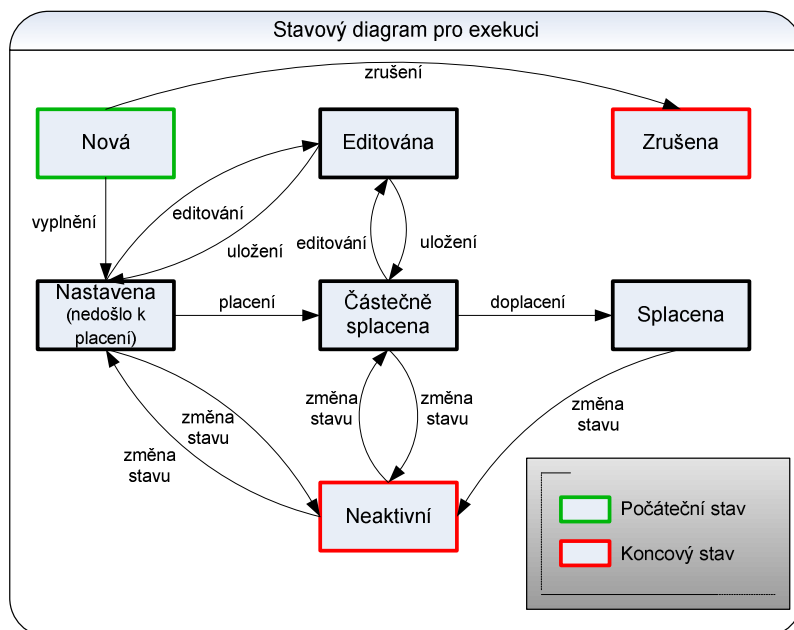 Stavový diagram pro exekuci
zrušení
Nová
Editována
Zrušena
vyplnění
editování
uložení
editování
uložení
Nastavena
(nedošlo k
placení)
placení
Částečně
splacena
doplacení
Splacena
změna
stavu
změna
stavu
změna
stavu
změna
stavu
změna
stavu
Neaktivní
Počáteční stav
Koncový stav